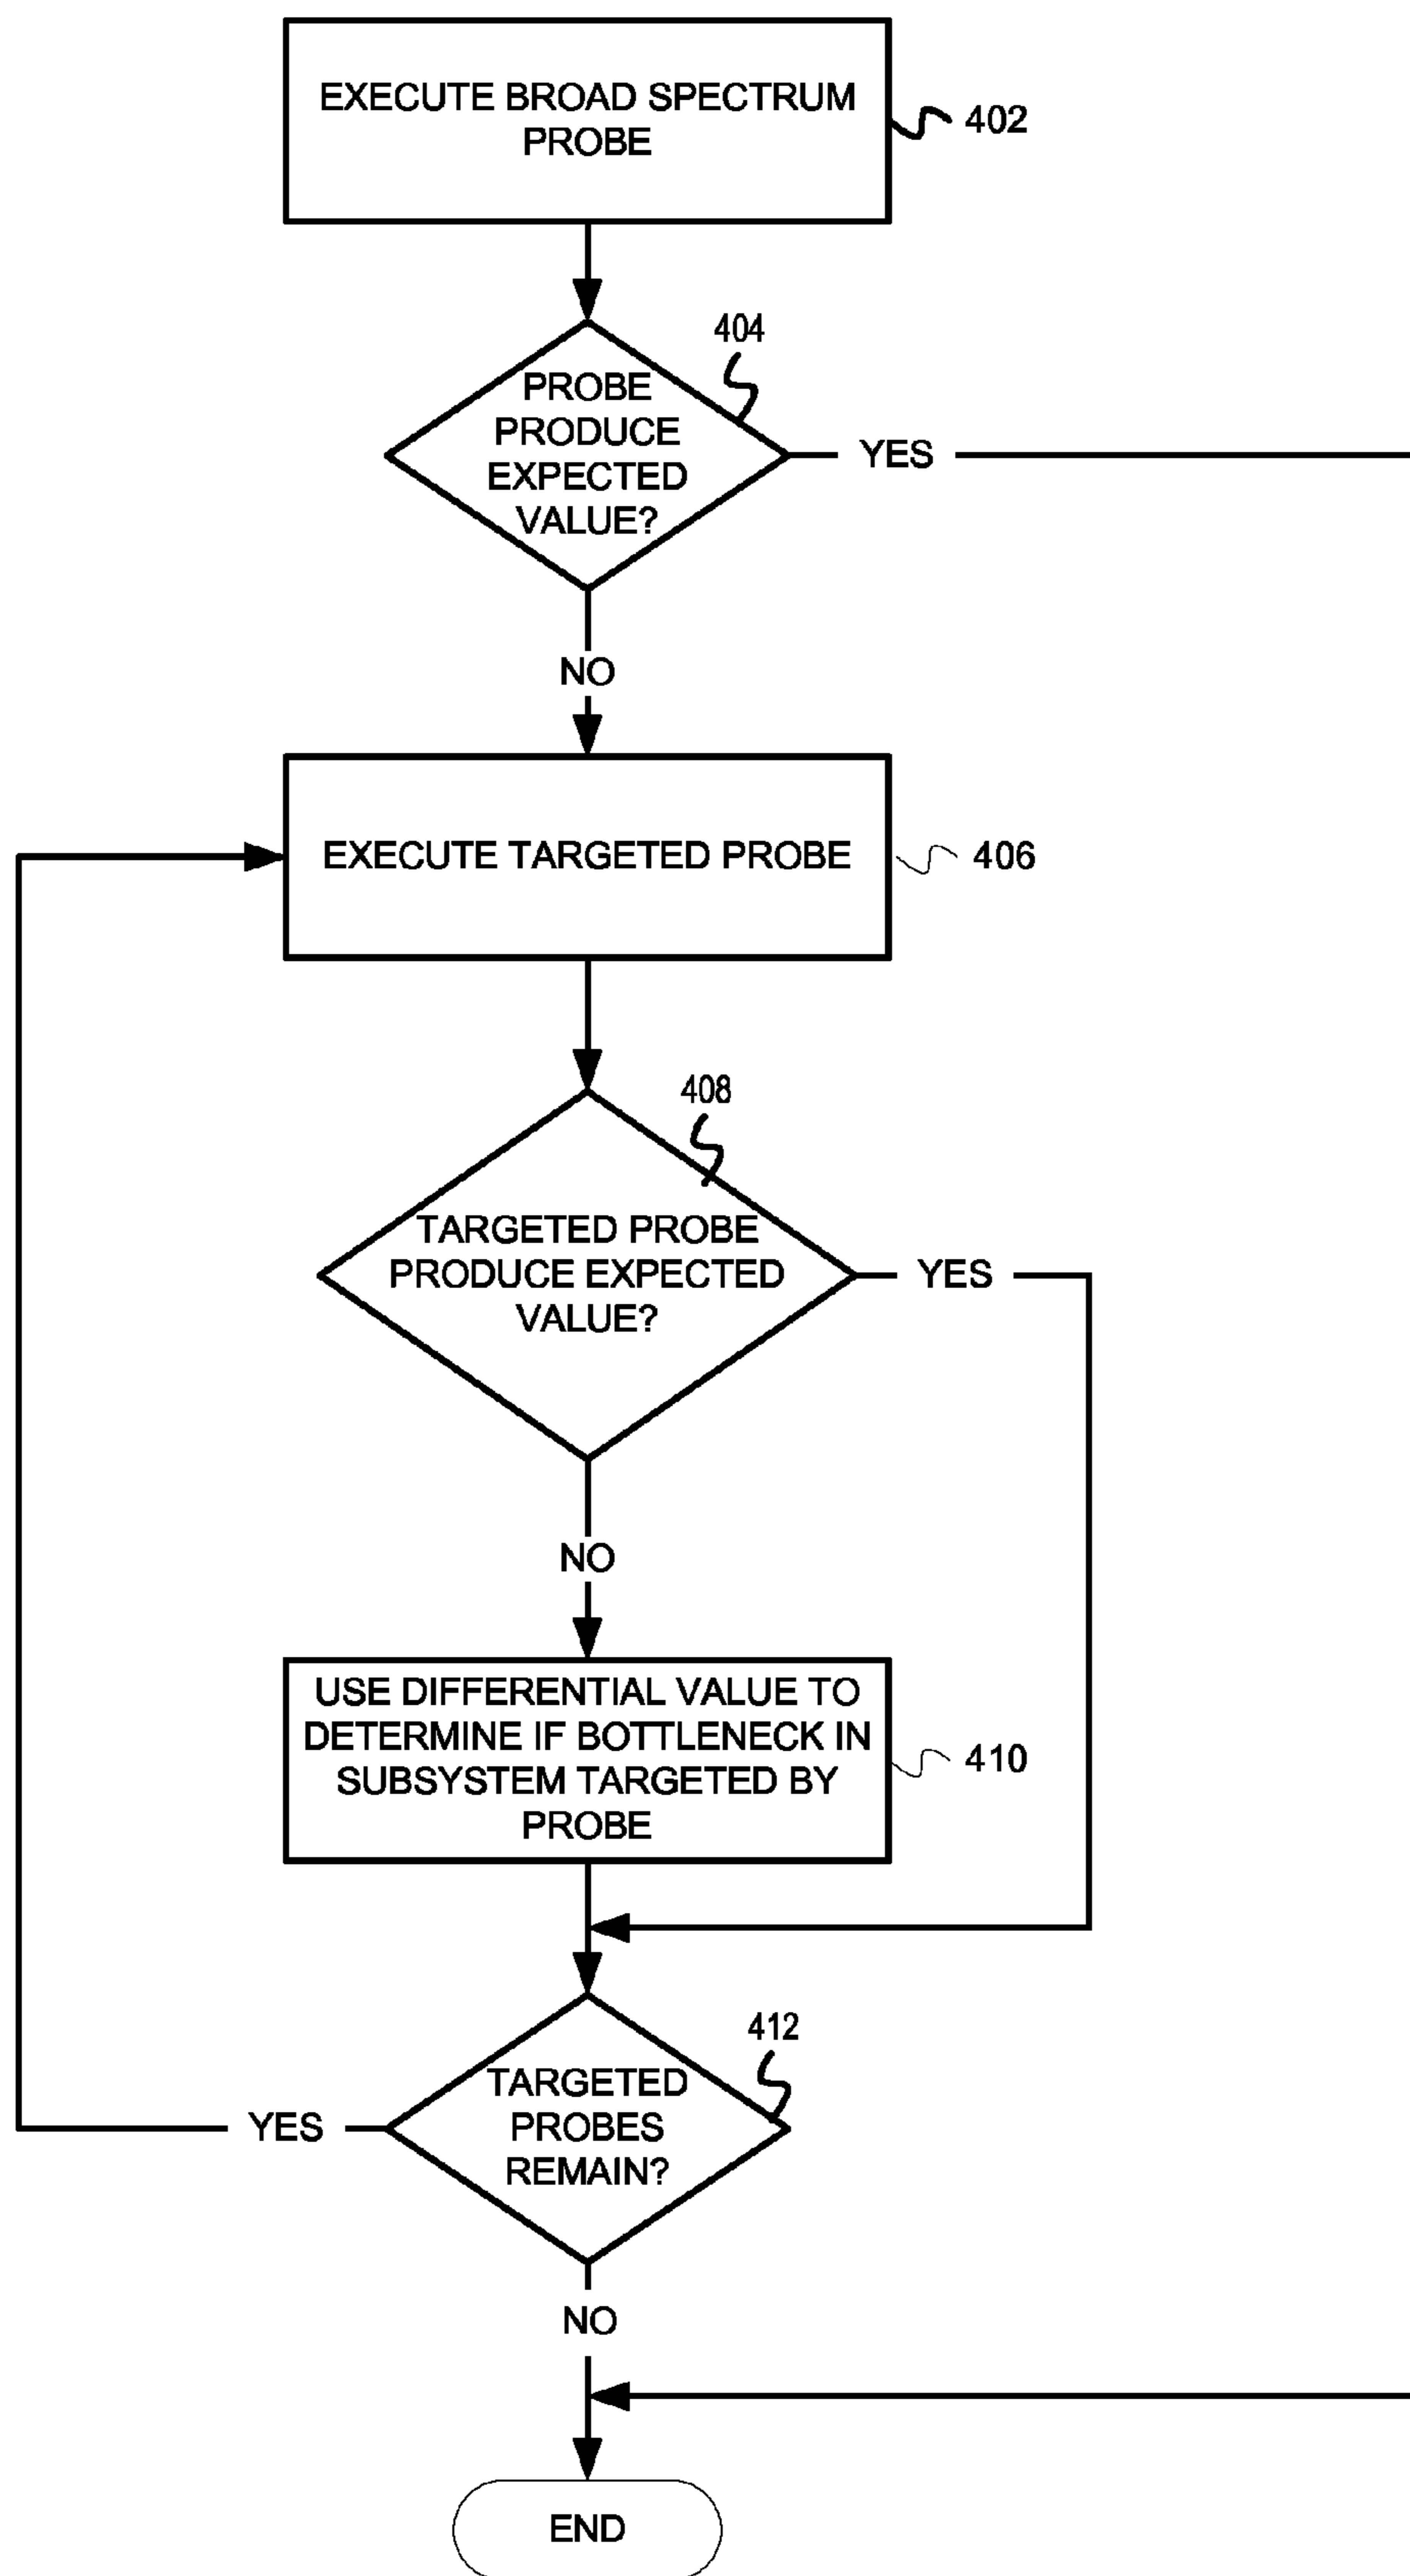 EXECUTE BROAD SPECTRUM
PROBE
402
404
PROBE
PRODUCE
EXPECTED
VALUE?
YES
NO
EXECUTE TARGETED PROBE
406
408
TARGETED PROBE
PRODUCE EXPECTED
VALUE?
YES
NO
USE DIFFERENTIAL VALUE TO
DETERMINE IF BOTTLENECK IN
SUBSYSTEM TARGETED BY
PROBE
410
412
TARGETED
PROBES
REMAIN?
YES
NO
END